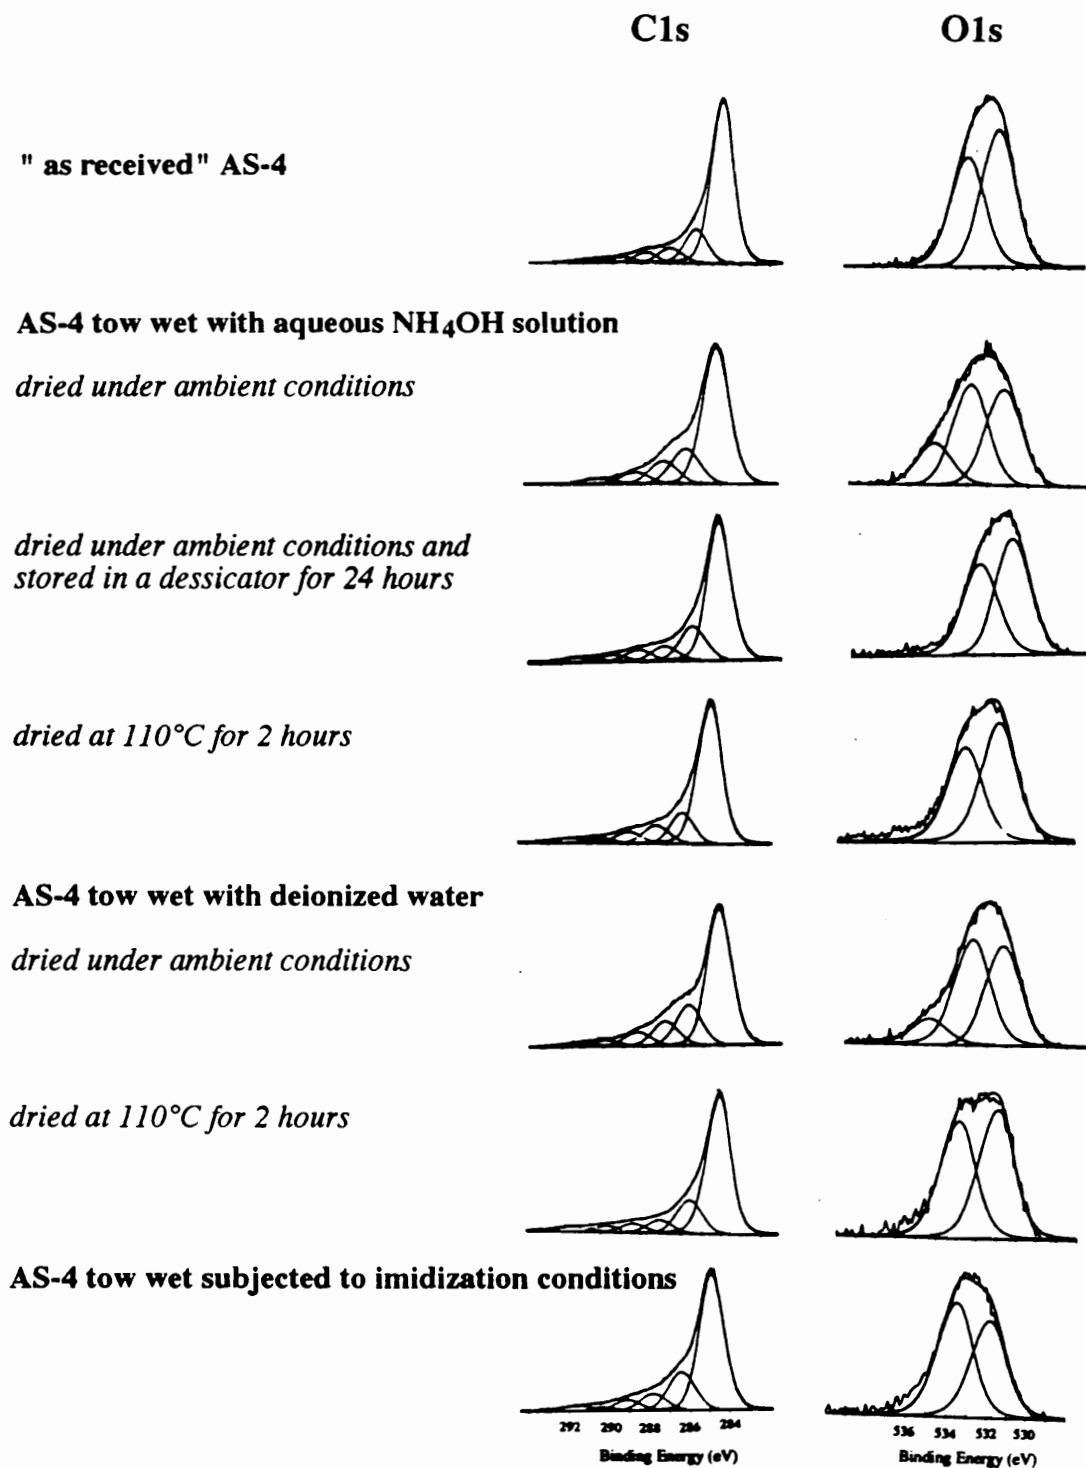 C1s O1s
" as received" AS-4
AS-4 tow wet with aqueous NH₄OH solution
dried under ambient conditions
dried under ambient conditions and
stored in a dessicator for 24 hours
dried at 110°C for 2 hours
AS-4 tow wet with deionized water
dried under ambient conditions
dried at 110°C for 2 hours
AS-4 tow wet subjected to imidization conditions
292 290 288 286 284 536 534 532 530
Binding Energy (eV) Binding Energy (eV)